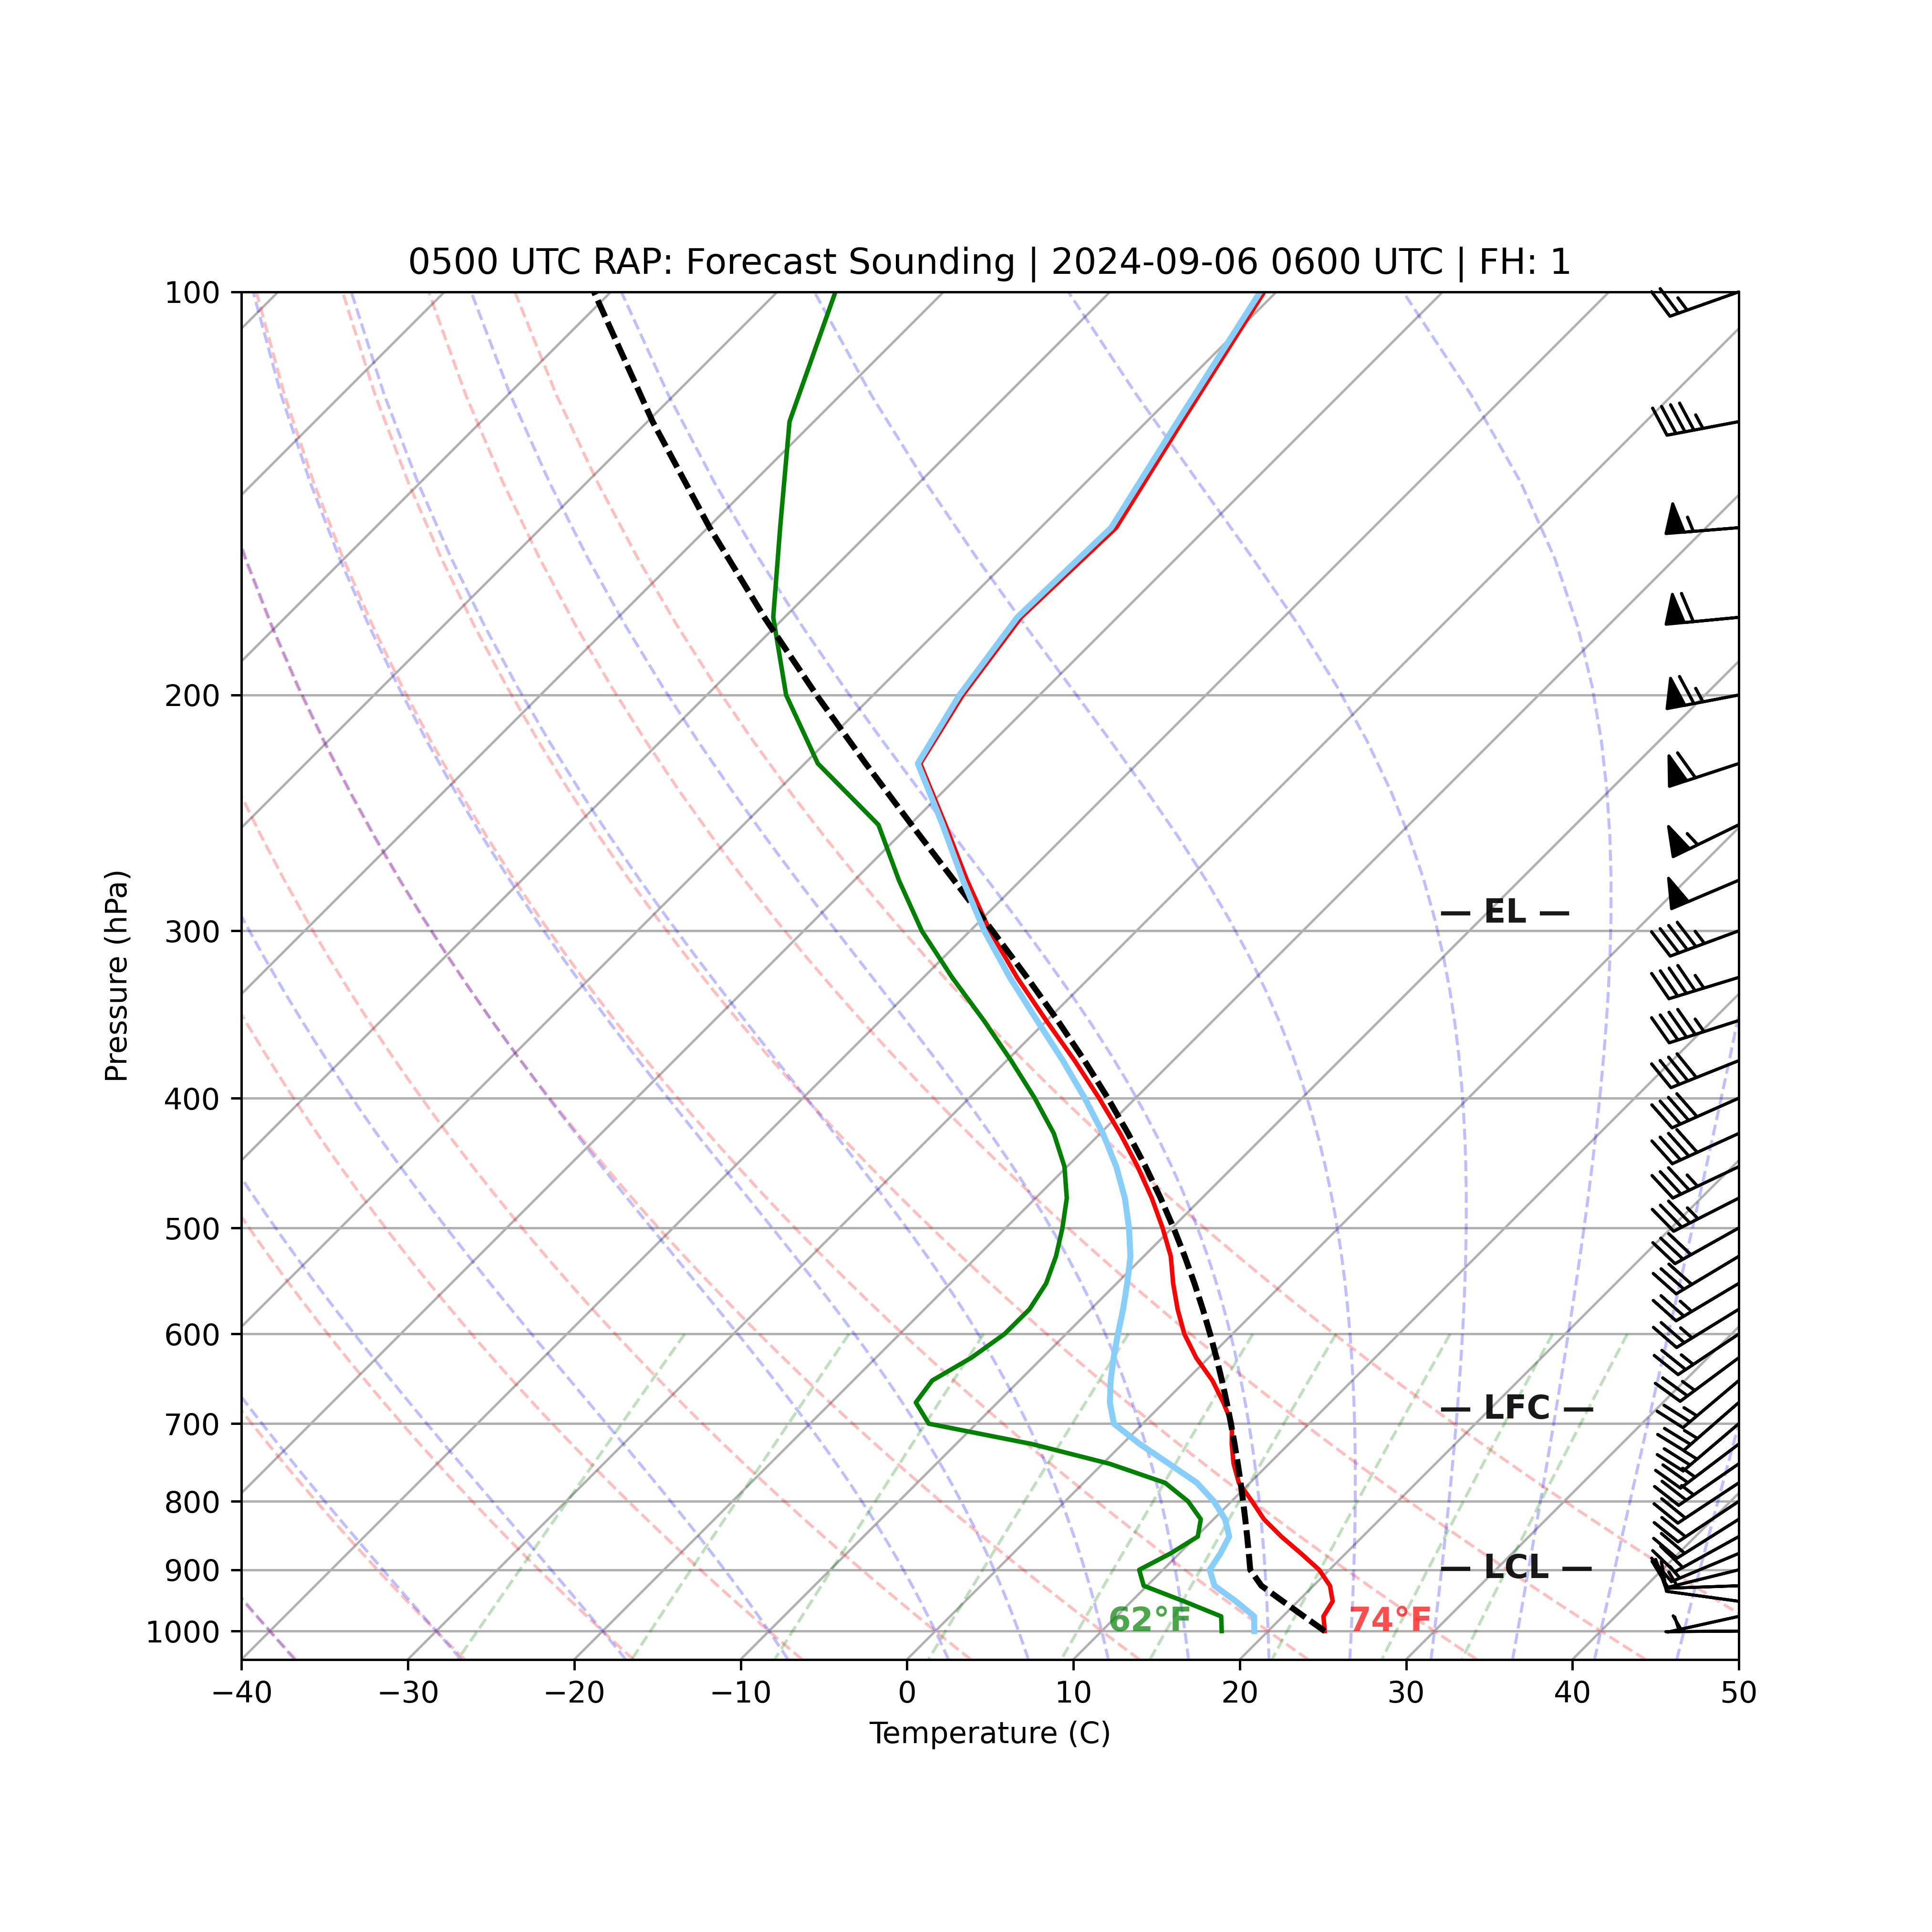 0500 UTC RAP: Forecast Sounding | 2024-09-06 0600 UTC | FH: 1
100
200
300
400
500
600
700
800
900
1000
Pressure (hPa)
— EL —
— LFC —
— LCL —
62°F
74°F
−40 −30 −20 −10 0 10 20 30 40 50
Temperature (C)